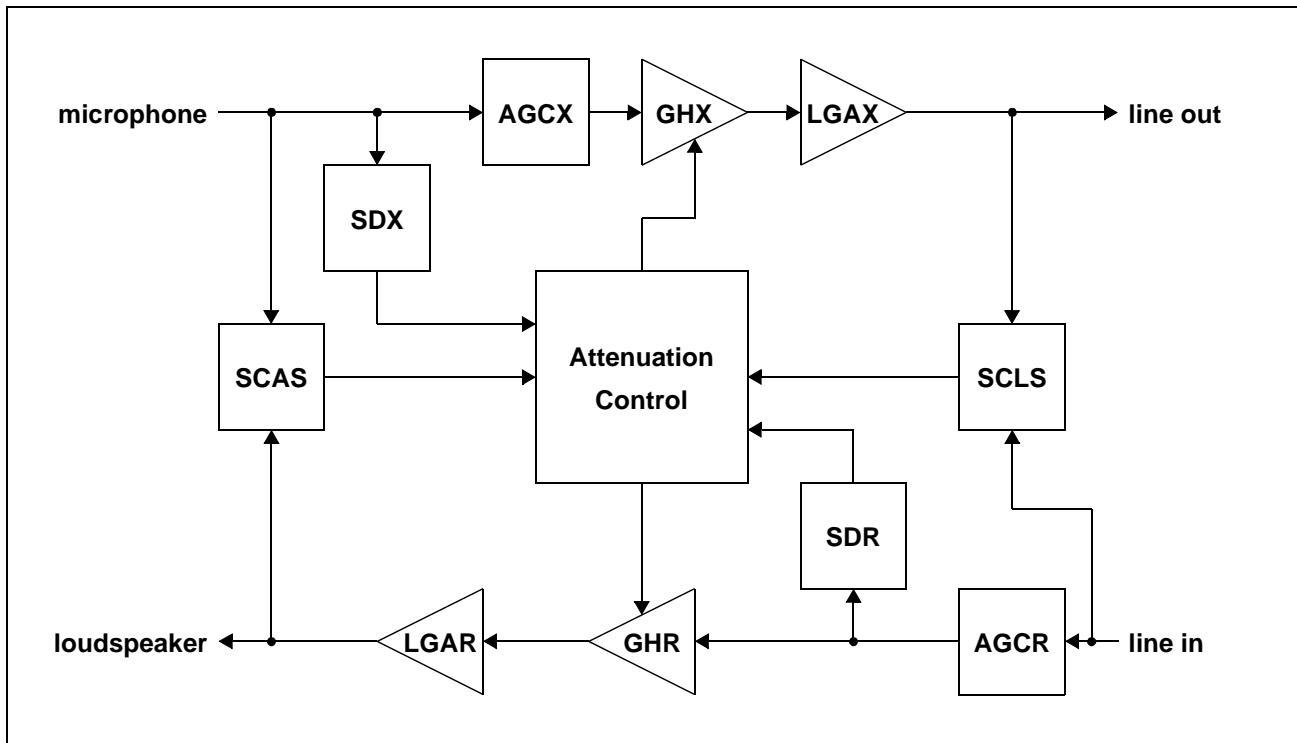 microphone
AGCX
GHX
LGAX
line out
SDX
SCAS
Attenuation
Control
SCLS
SDR
loudspeaker
LGAR
GHR
AGCR
line in